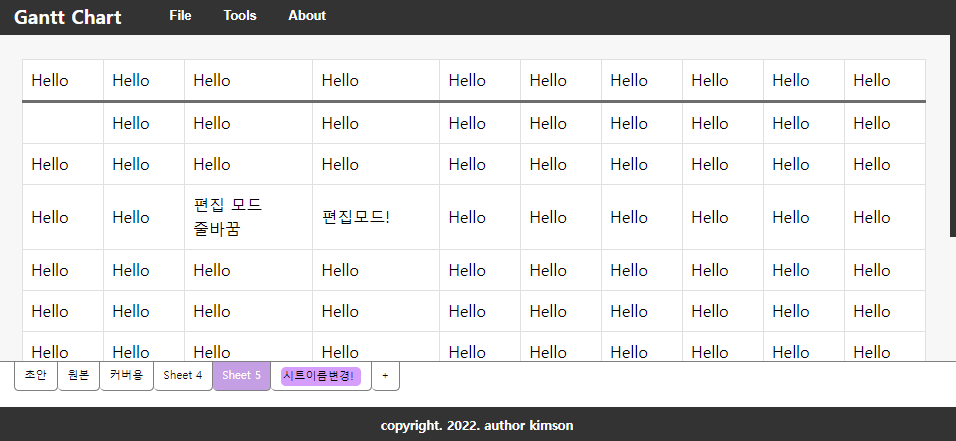 Gantt Chart File Tools About
Hello Hello Hello Hello Hello Hello Hello Hello Hello Hello
Hello Hello Hello Hello Hello Hello Hello Hello Hello
Hello Hello Hello Hello Hello Hello Hello Hello Hello Hello
Hello Hello 편집 모드 편집모드! Hello Hello Hello Hello Hello Hello
줄바꿈
Hello Hello Hello Hello Hello Hello Hello Hello Hello Hello
Hello Hello Hello Hello Hello Hello Hello Hello Hello Hello
Hello Hello Hello Hello Hello Hello Hello Hello Hello Hello
초안 원본 커버용 Sheet 4 Sheet 5 시트이름변경! +
copyright. 2022. author kimson